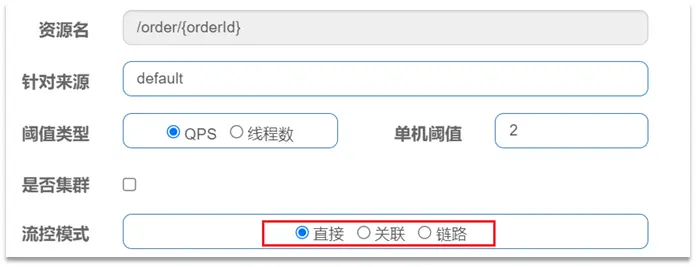 资源名 /order/{orderId}
针对来源 default
阈值类型 QPS 线程数 单机阈值 2
是否集群
流控模式 直接 关联 链路